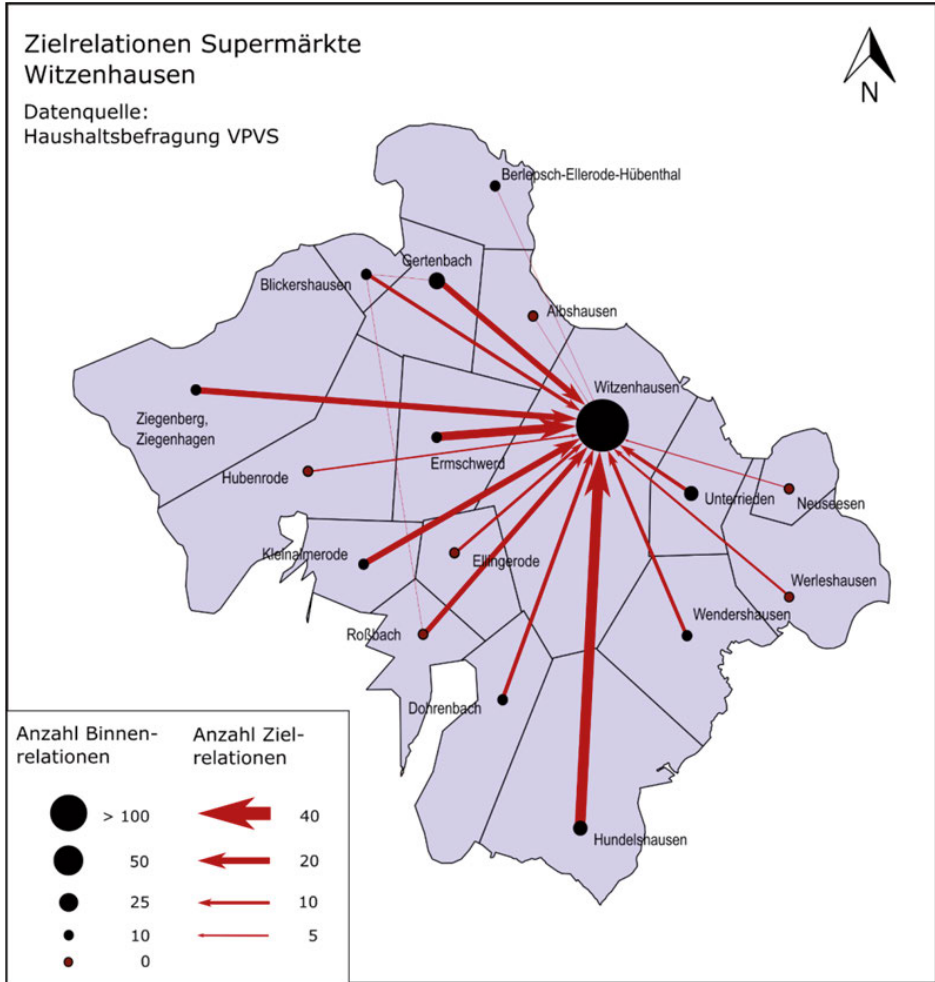 Zielrelationen Supermärkte
Witzenhausen
Datenquelle:
Haushaltsbefragung VPVS
N
Berlepsch-Ellerode-Hübenthal
Gertenbach
Blickershausen
Albshausen
Witzenhausen
Ziegenberg,
Ziegenhagen
Ermschwerd
Hubenrode
Unterrieden
Neuseesen
Kleinalmerode
Ellingerode
Werleshausen
Wendershausen
Roßbach
Dohrenbach
Hundelshausen
Anzahl Binnen-
relationen
> 100
50
25
10
0
Anzahl Ziel-
relationen
40
20
10
5